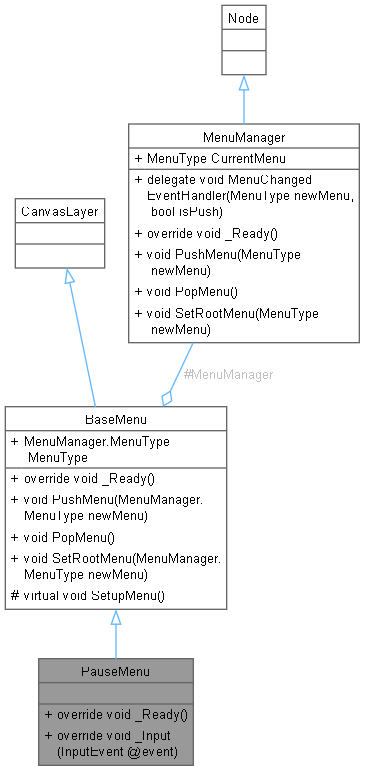 Node
MenuManager
+ MenuType CurrentMenu
+ delegate void MenuChanged
EventHandler(MenuType newMenu,
bool isPush)
+ override void _Ready()
+ void PushMenu(MenuType
newMenu)
+ void PopMenu()
+ void SetRootMenu(MenuType
newMenu)
CanvasLayer
#MenuManager
BaseMenu
+ MenuManager.MenuType
MenuType
+ override void _Ready()
+ void PushMenu(MenuManager.
MenuType newMenu)
+ void PopMenu()
+ void SetRootMenu(MenuManager.
MenuType newMenu)
# virtual void SetupMenu()
PauseMenu
+ override void _Ready()
+ override void _Input
(InputEvent @event)